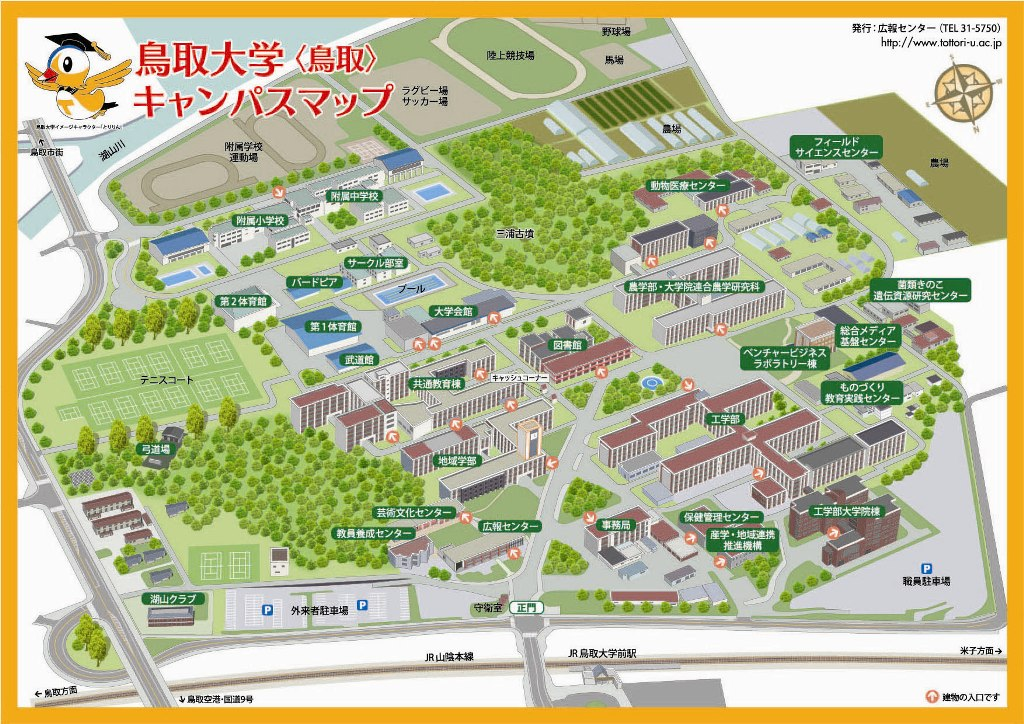 鳥取大学〈鳥取〉
キャンパスマップ
鳥取大学イメージキャラクター「とりりん」
発行：広報センター（TEL 31-5750）
http://www.tottori-u.ac.jp
鳥取市街
湖山川
附属学校
運動場
ラグビー場
サッカー場
陸上競技場
野球場
馬場
農場
農場
フィールド
サイエンスセンター
動物医療センター
附属中学校
附属小学校
三浦古墳
サークル部室
バードピア
プール
第2体育館
第1体育館
大学会館
武道館
農学部・大学院連合農学研究科
菌類きのこ
遺伝資源研究センター
図書館
総合メディア
基盤センター
ベンチャービジネス
ラボラトリー棟
ものづくり
教育実践センター
テニスコート
共通教育棟
キャッシュコーナー
工学部
弓道場
地域学部
芸術文化センター
教員養成センター
広報センター
事務局
保健管理センター
産学・地域連携
推進機構
工学部大学院棟
湖山クラブ
P
外来者駐車場
P
守衛室
正門
P
職員駐車場
JR山陰本線
JR鳥取大学前駅
米子方面→
←鳥取方面
↓鳥取空港・国道9号
建物の入口です